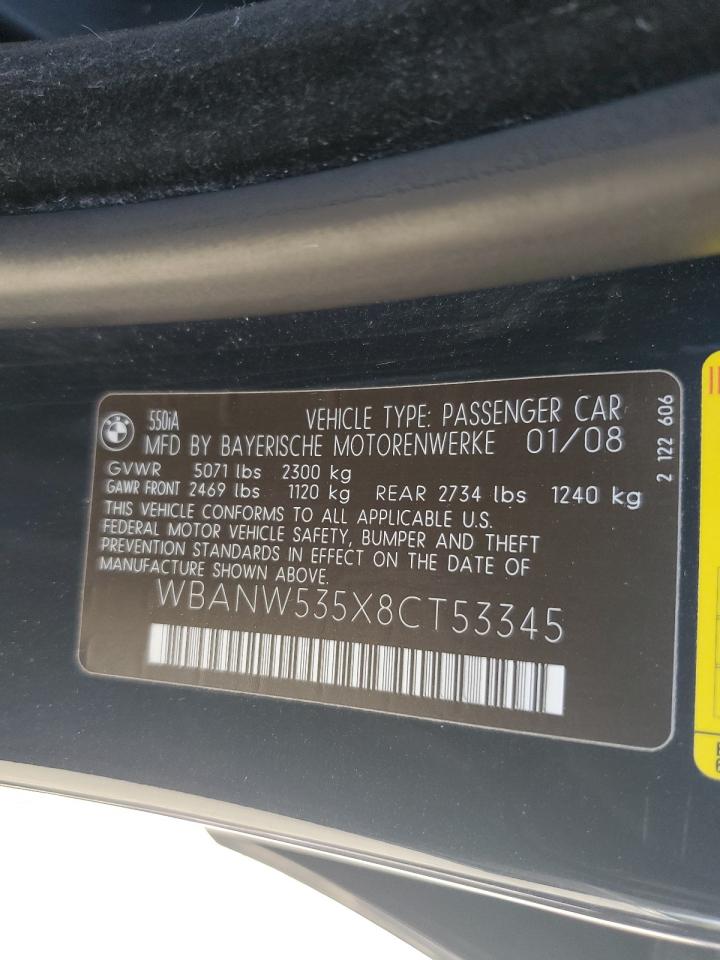 550iA VEHICLE TYPE: PASSENGER CAR
MFD BY BAYERISCHE MOTORENWERKE 01/08
GVWR 5071 lbs 2300 kg
GAWR FRONT 2469 lbs 1120 kg REAR 2734 lbs 1240 kg
THIS VEHICLE CONFORMS TO ALL APPLICABLE U.S.
FEDERAL MOTOR VEHICLE SAFETY, BUMPER AND THEFT
PREVENTION STANDARDS IN EFFECT ON THE DATE OF
MANUFACTURE SHOWN ABOVE.
WBANW535X8CT53345
2 122 606